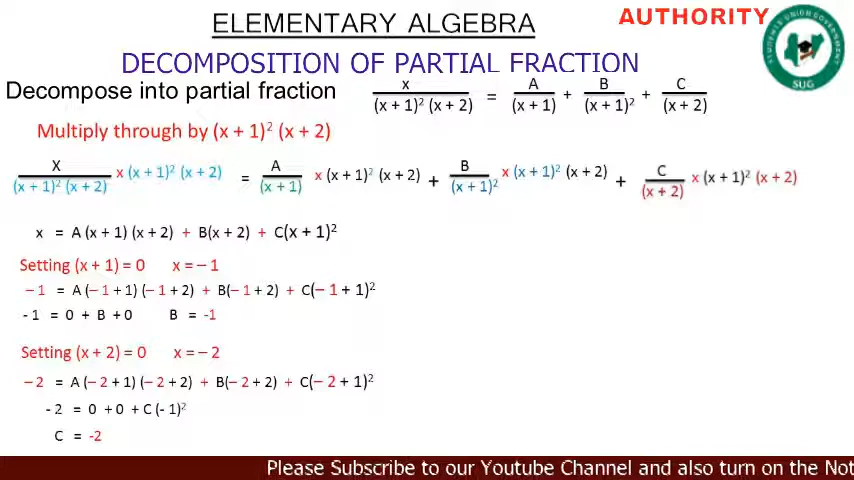 ELEMENTARY ALGEBRA
AUTHORITY
STUDENTS UNION GOVERNMENT
SUG
DECOMPOSITION OF PARTIAL FRACTION
Decompose into partial fraction x/((x + 1)² (x + 2)) = A/(x + 1) + B/(x + 1)² + C/(x + 2)
Multiply through by (x + 1)² (x + 2)
X/((x + 1)² (x + 2)) x (x + 1)² (x + 2) = A/(x + 1) x (x + 1)² (x + 2) + B/(x + 1)² x (x + 1)² (x + 2) + C/(x + 2) x (x + 1)² (x + 2)
x = A (x + 1) (x + 2) + B(x + 2) + C(x + 1)²
Setting (x + 1) = 0 x = – 1
– 1 = A (– 1 + 1) (– 1 + 2) + B(– 1 + 2) + C(– 1 + 1)²
- 1 = 0 + B + 0 B = -1
Setting (x + 2) = 0 x = – 2
– 2 = A (– 2 + 1) (– 2 + 2) + B(– 2 + 2) + C(– 2 + 1)²
- 2 = 0 + 0 + C (- 1)²
C = -2
Please Subscribe to our Youtube Channel and also turn on the Not